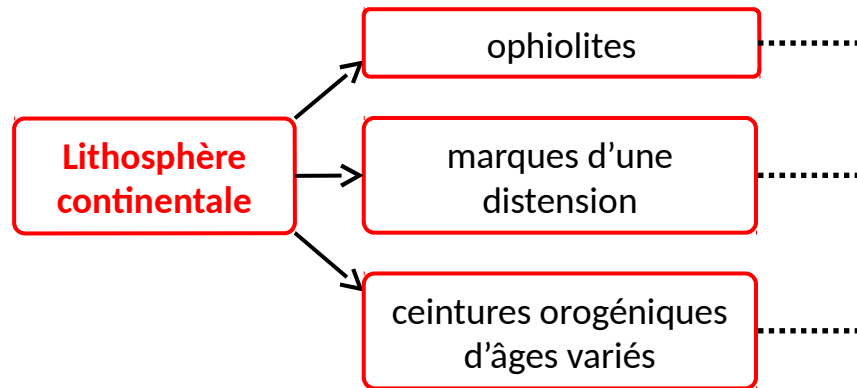 ophiolites
Lithosphère
continentale
marques d’une
distension
ceintures orogéniques
d’âges variés